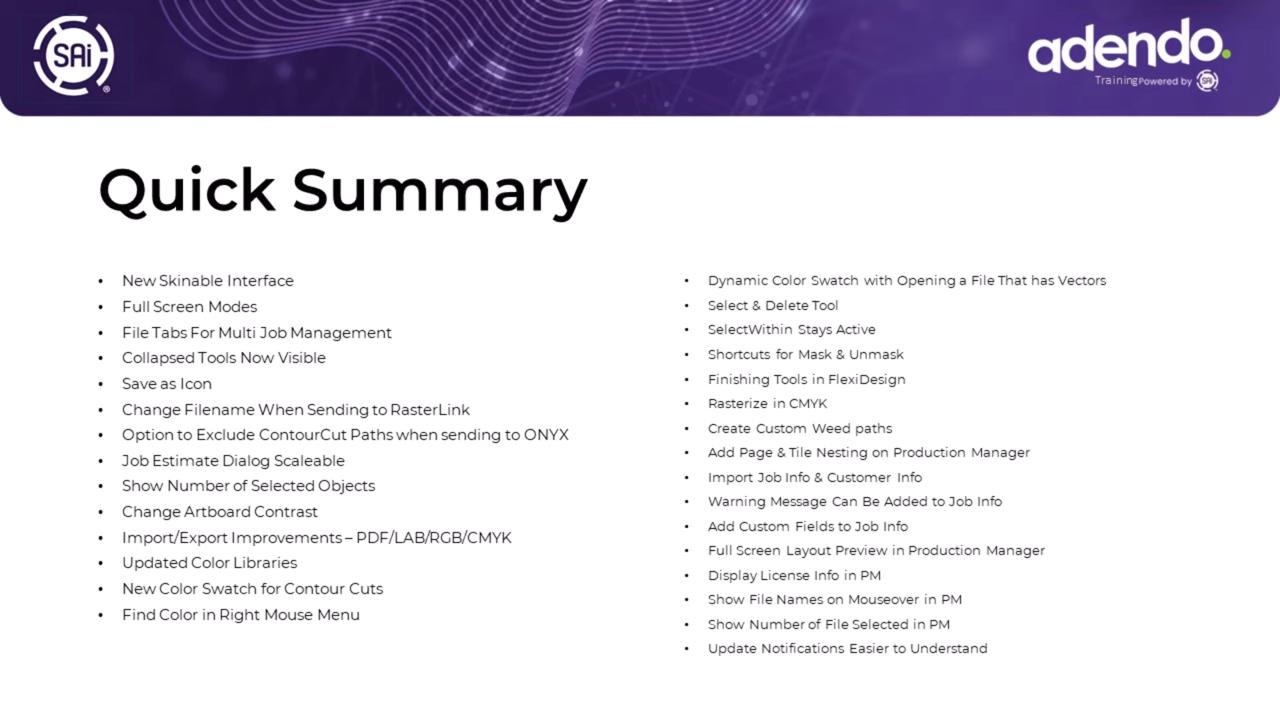 SAi
adendo.
Training Powered by SAi
Quick Summary
• New Skinable Interface
• Full Screen Modes
• File Tabs For Multi Job Management
• Collapsed Tools Now Visible
• Save as Icon
• Change Filename When Sending to RasterLink
• Option to Exclude ContourCut Paths when sending to ONYX
• Job Estimate Dialog Scaleable
• Show Number of Selected Objects
• Change Artboard Contrast
• Import/Export Improvements – PDF/LAB/RGB/CMYK
• Updated Color Libraries
• New Color Swatch for Contour Cuts
• Find Color in Right Mouse Menu
• Dynamic Color Swatch with Opening a File That has Vectors
• Select & Delete Tool
• SelectWithin Stays Active
• Shortcuts for Mask & Unmask
• Finishing Tools in FlexiDesign
• Rasterize in CMYK
• Create Custom Weed paths
• Add Page & Tile Nesting on Production Manager
• Import Job Info & Customer Info
• Warning Message Can Be Added to Job Info
• Add Custom Fields to Job Info
• Full Screen Layout Preview in Production Manager
• Display License Info in PM
• Show File Names on Mouseover in PM
• Show Number of File Selected in PM
• Update Notifications Easier to Understand